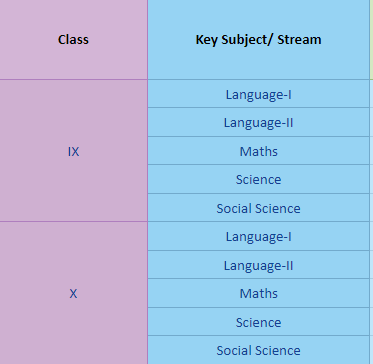 Class Key Subject/ Stream
IX
Language-I
Language-II
Maths
Science
Social Science
X
Language-I
Language-II
Maths
Science
Social Science